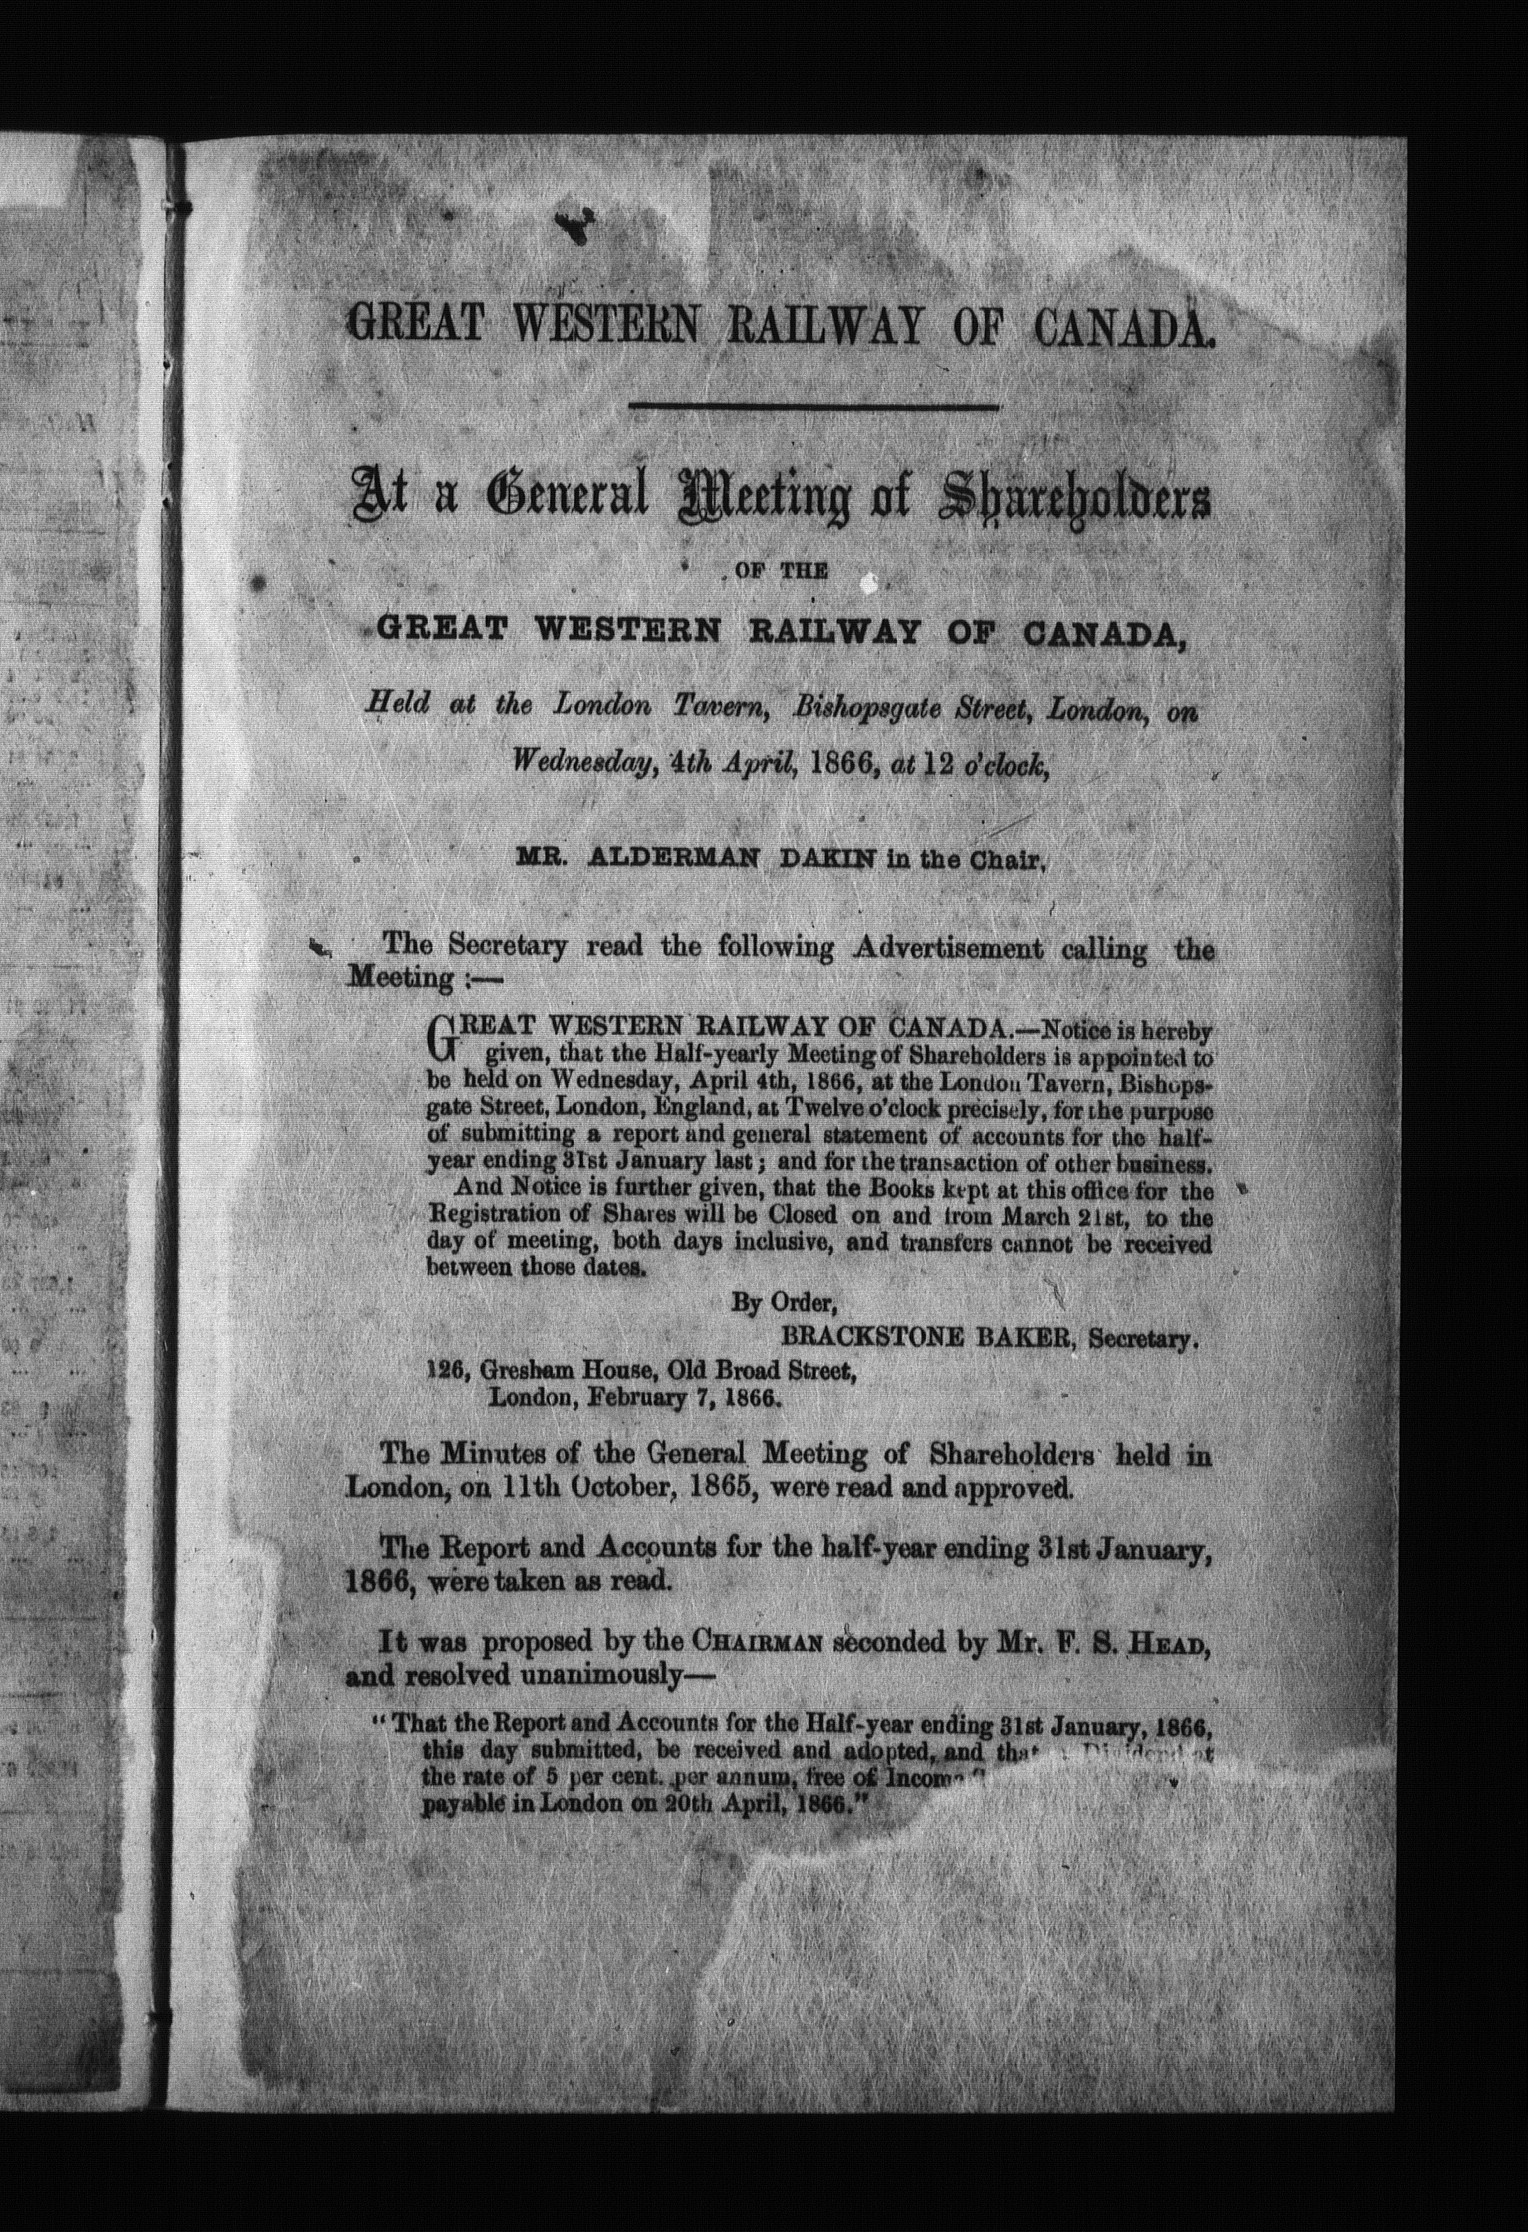 GREAT WESTERN RAILWAY OF CANADA.
At a General Meeting of Shareholders
OF THE
GREAT WESTERN RAILWAY OF CANADA,
Held at the London Tavern, Bishopsgate Street, London, on
Wednesday, 4th April, 1866, at 12 o'clock,
MR. ALDERMAN DAKIN in the Chair.
The Secretary read the following Advertisement calling the
Meeting :—
GREAT WESTERN RAILWAY OF CANADA.—Notice is hereby
given, that the Half-yearly Meeting of Shareholders is appointed to
be held on Wednesday, April 4th, 1866, at the London Tavern, Bishops-
gate Street, London, England, at Twelve o'clock precisely, for the purpose
of submitting a report and general statement of accounts for the half-
year ending 31st January last; and for the transaction of other business.
And Notice is further given, that the Books kept at this office for the
Registration of Shares will be Closed on and from March 21st, to the
day of meeting, both days inclusive, and transfers cannot be received
between those dates.
By Order,
BRACKSTONE BAKER, Secretary.
126, Gresham House, Old Broad Street,
London, February 7, 1866.
The Minutes of the General Meeting of Shareholders held in
London, on 11th October, 1865, were read and approved.
The Report and Accounts for the half-year ending 31st January,
1866, were taken as read.
It was proposed by the CHAIRMAN seconded by Mr. F. S. HEAD,
and resolved unanimously—
"That the Report and Accounts for the Half-year ending 31st January, 1866,
this day submitted, be received and adopted, and that a Dividend at
the rate of 5 per cent. per annum, free of Income
payable in London on 20th April, 1866."